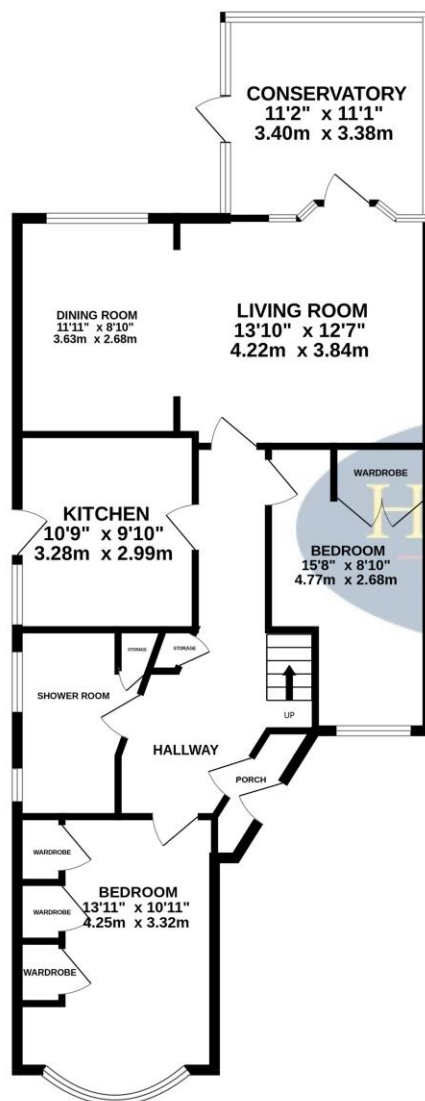 CONSERVATORY
11'2" x 11'1"
3.40m x 3.38m
DINING ROOM
11'11" x 8'10"
3.63m x 2.68m
LIVING ROOM
13'10" x 12'7"
4.22m x 3.84m
KITCHEN
10'9" x 9'10"
3.28m x 2.99m
WARDROBE
BEDROOM
15'8" x 8'10"
4.77m x 2.68m
STORAGE
STORAGE
SHOWER ROOM
UP
HALLWAY
PORCH
WARDROBE
BEDROOM
13'11" x 10'11"
4.25m x 3.32m
WARDROBE
WARDROBE